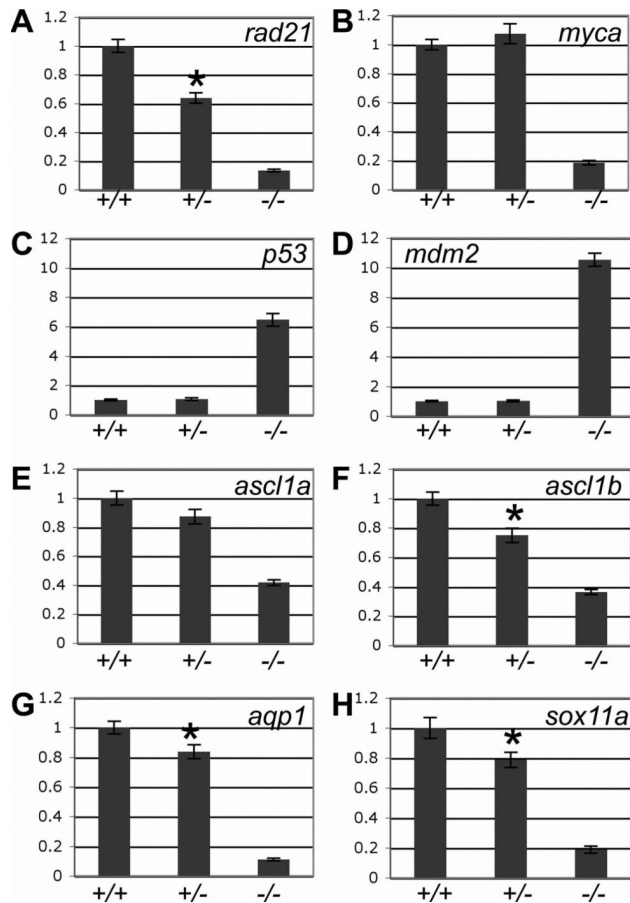 A
rad21
1.2
1
0.8
0.6
0.4
0.2
0
*
+/+ +/- -/-
B
myca
1.2
1
0.8
0.6
0.4
0.2
0
+/+ +/- -/-
C
p53
12
10
8
6
4
2
0
+/+ +/- -/-
D
mdm2
12
10
8
6
4
2
0
+/+ +/- -/-
E
ascl1a
1.2
1
0.8
0.6
0.4
0.2
0
+/+ +/- -/-
F
ascl1b
1.2
1
0.8
0.6
0.4
0.2
0
*
+/+ +/- -/-
G
aqp1
1.2
1
0.8
0.6
0.4
0.2
0
*
+/+ +/- -/-
H
sox11a
1.2
1
0.8
0.6
0.4
0.2
0
*
+/+ +/- -/-